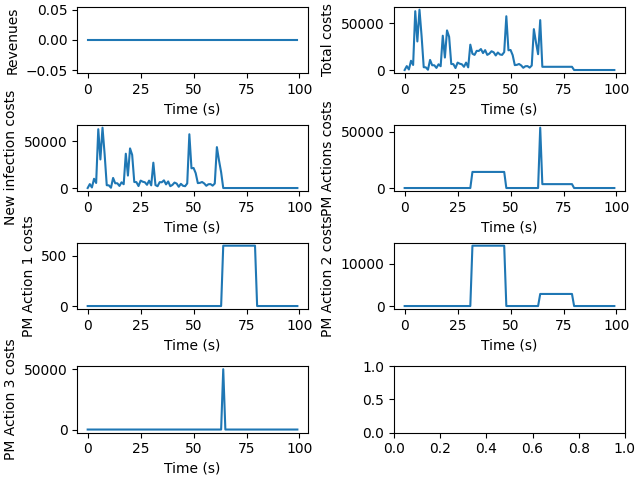 Revenues
0.05
0.00
−0.05
0 25 50 75 100
Time (s)
Total costs
50000
0
0 25 50 75 100
Time (s)
New infection costs
50000
0
0 25 50 75 100
Time (s)
PM Actions costs
50000
0
0 25 50 75 100
Time (s)
PM Action 1 costs
500
0
0 25 50 75 100
Time (s)
PM Action 2 costs
10000
0
0 25 50 75 100
Time (s)
PM Action 3 costs
50000
0
0 25 50 75 100
Time (s)
1.0
0.5
0.0
0.0 0.2 0.4 0.6 0.8 1.0